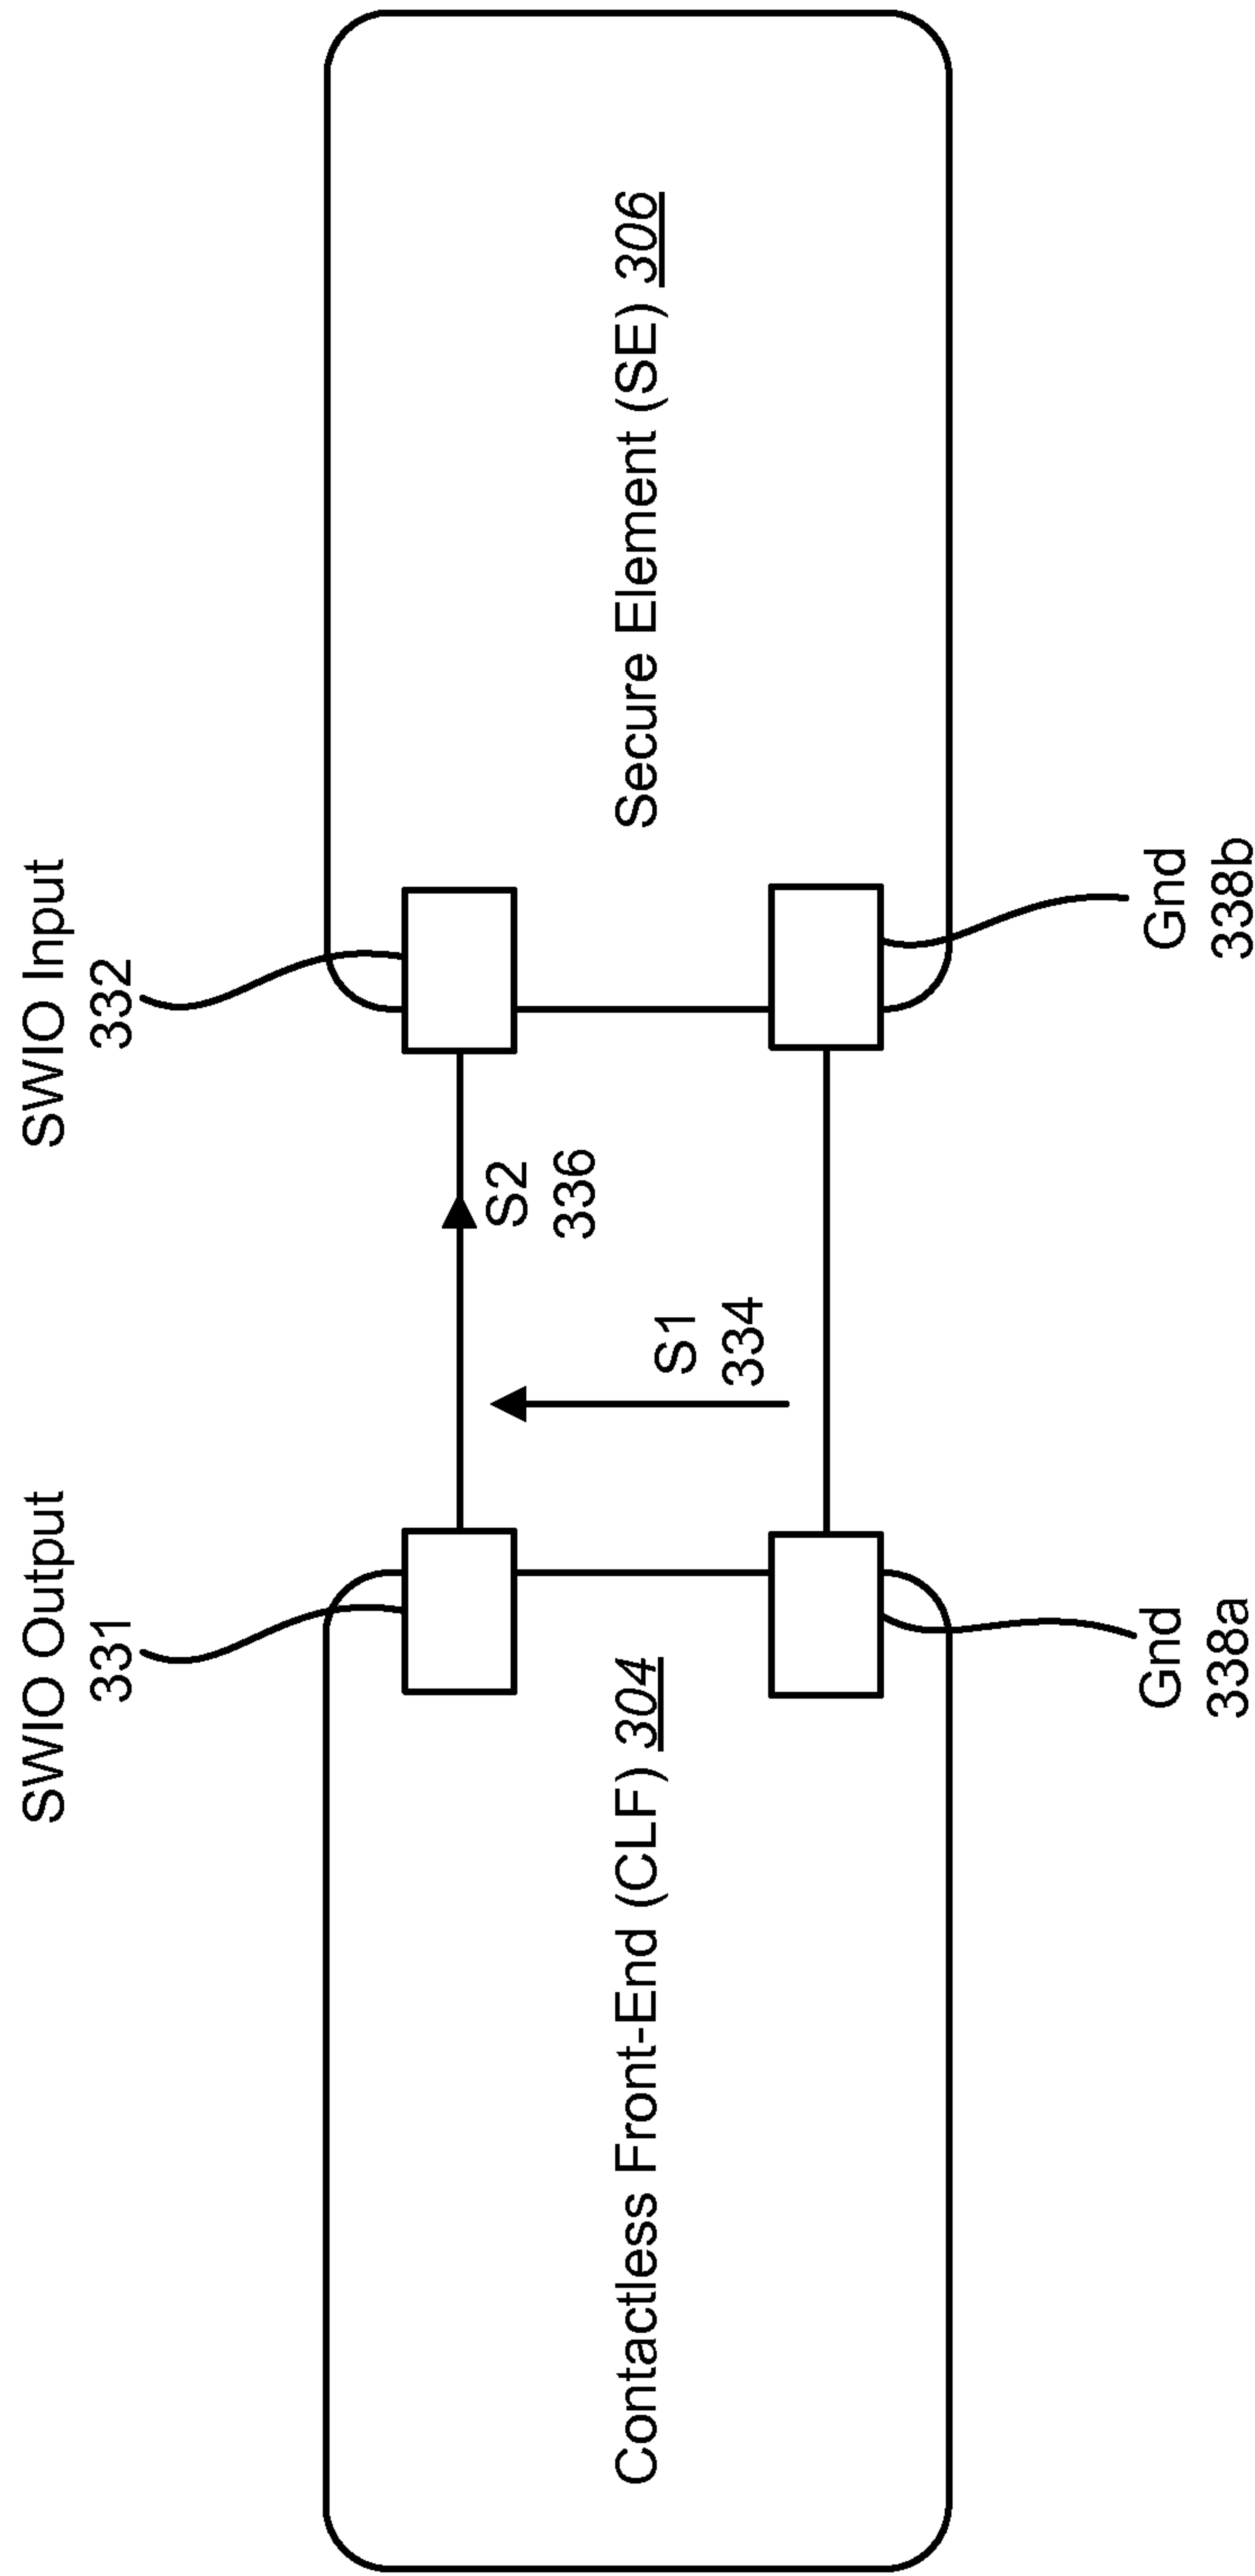 SWIO Output
331
SWIO Input
332
S2
336
S1
334
Contactless Front-End (CLF) 304
Secure Element (SE) 306
Gnd
338a
Gnd
338b